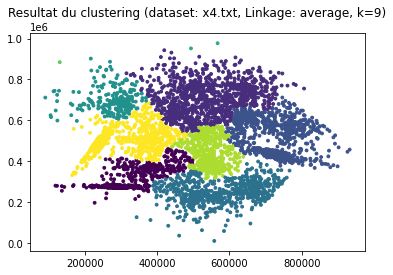 Resultat du clustering (dataset: x4.txt, Linkage: average, k=9)
1e6
1.0
0.8
0.6
0.4
0.2
0.0
200000 400000 600000 800000